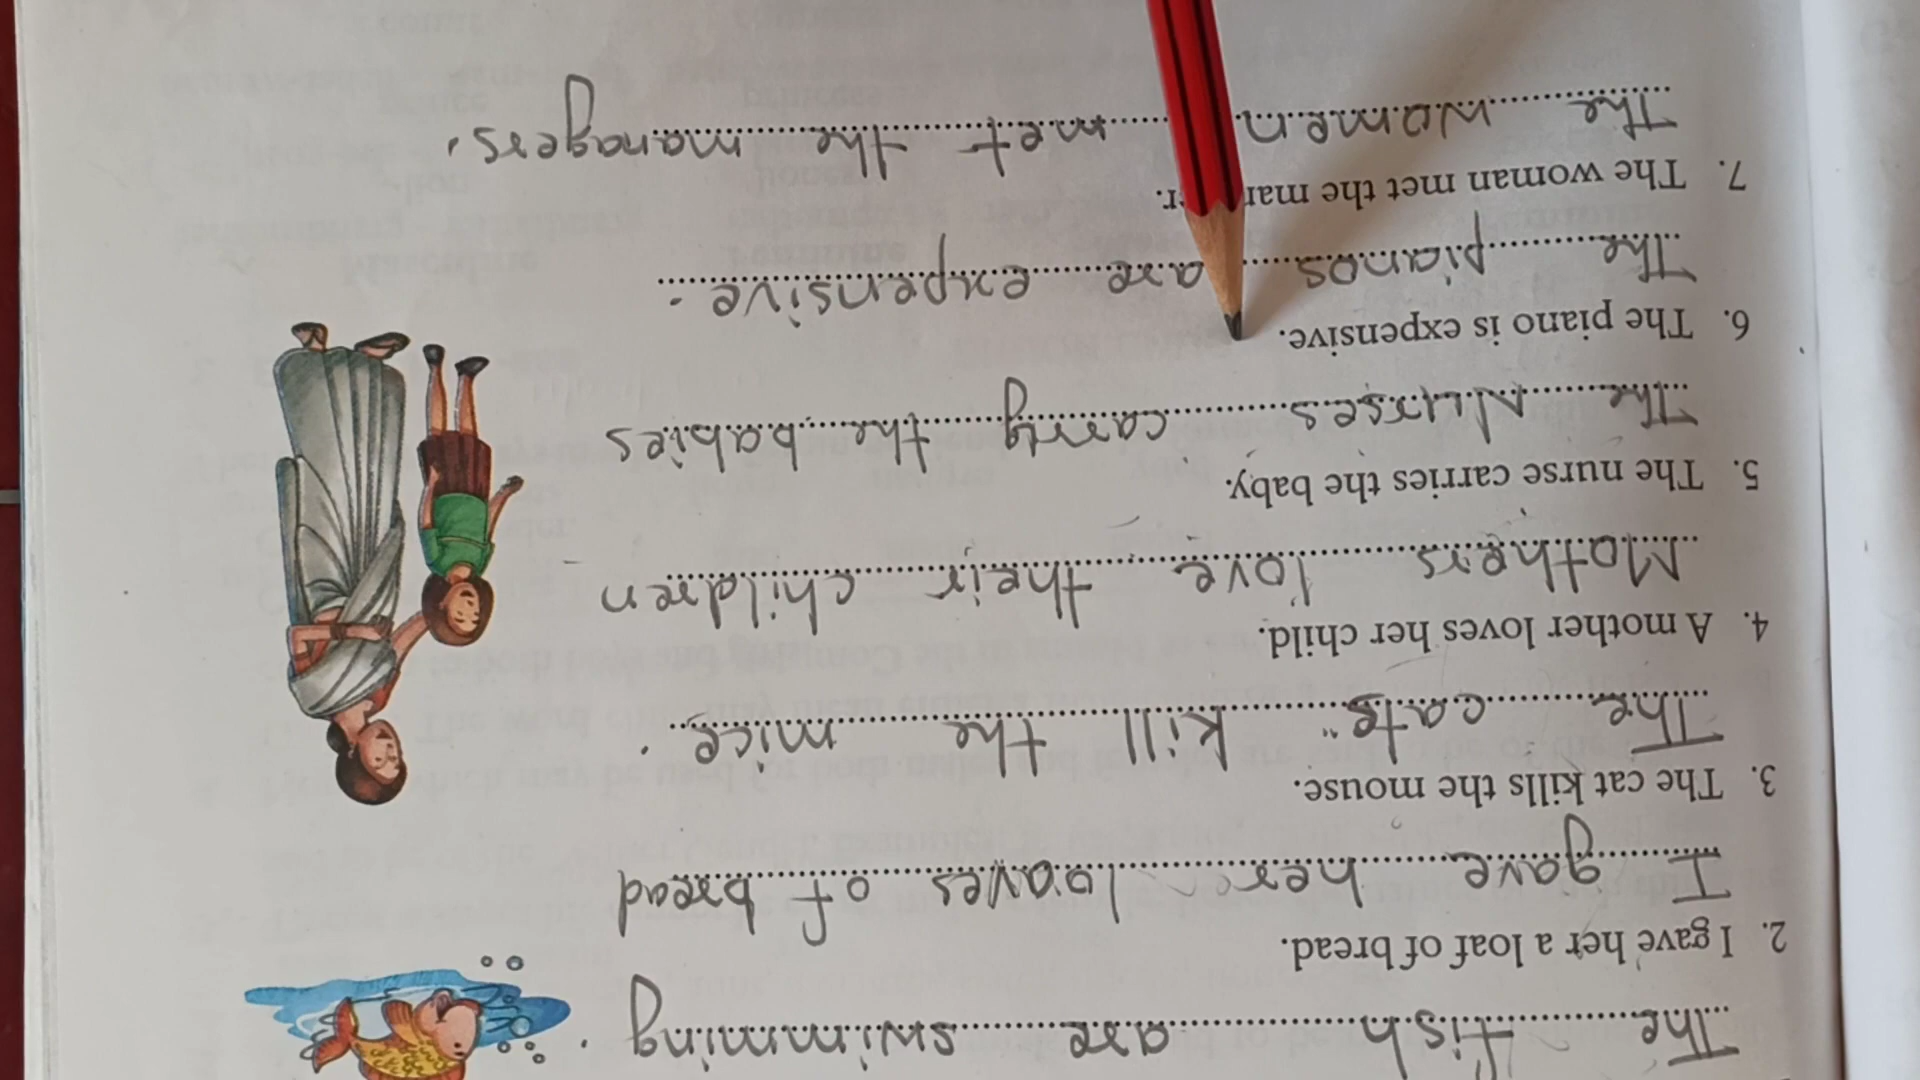 The fish are swimming.
2. I gave her a loaf of bread.
I gave her loaves of bread
3. The cat kills the mouse.
The cats kill the mice.
4. A mother loves her child.
Mothers love their children
5. The nurse carries the baby.
The Nurses carry the babies
6. The piano is expensive.
The pianos are expensive.
7. The woman met the
The women met the managers.